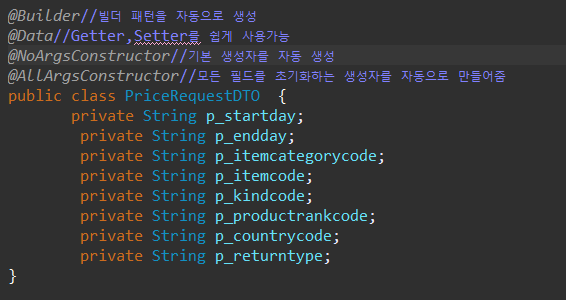 @Builder//빌더 패턴을 자동으로 생성
@Data//Getter,Setter를 쉽게 사용가능
@NoArgsConstructor//기본 생성자를 자동 생성
@AllArgsConstructor//모든 필드를 초기화하는 생성자를 자동으로 만들어줌
public class PriceRequestDTO  {
       private String p_startday;
        private String p_endday;
        private String p_itemcategorycode;
        private String p_itemcode;
        private String p_kindcode;
        private String p_productrankcode;
        private String p_countrycode;
        private String p_returntype;
}